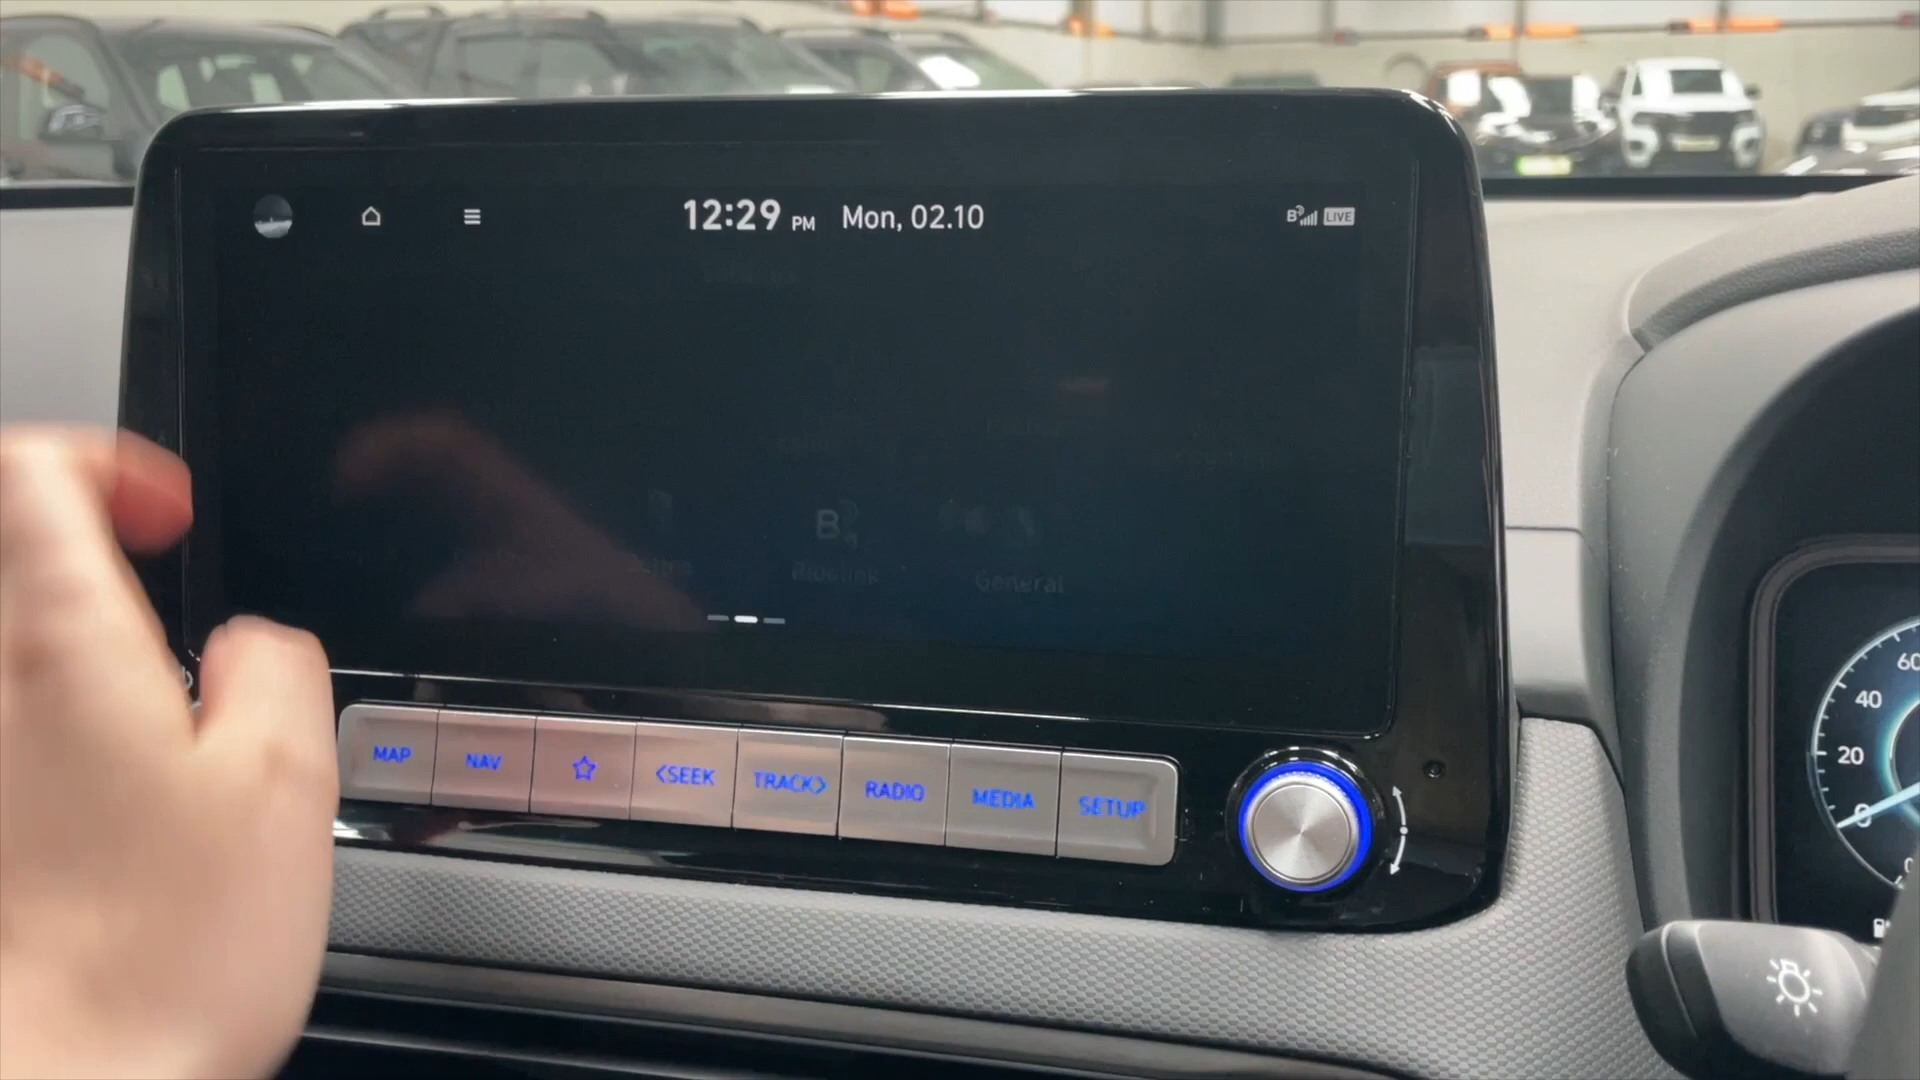 12:29 PM Mon, 02.10
B LIVE
B
Bluelink
General
MAP NAV <SEEK TRACK> RADIO MEDIA SETUP
60
40
20
0